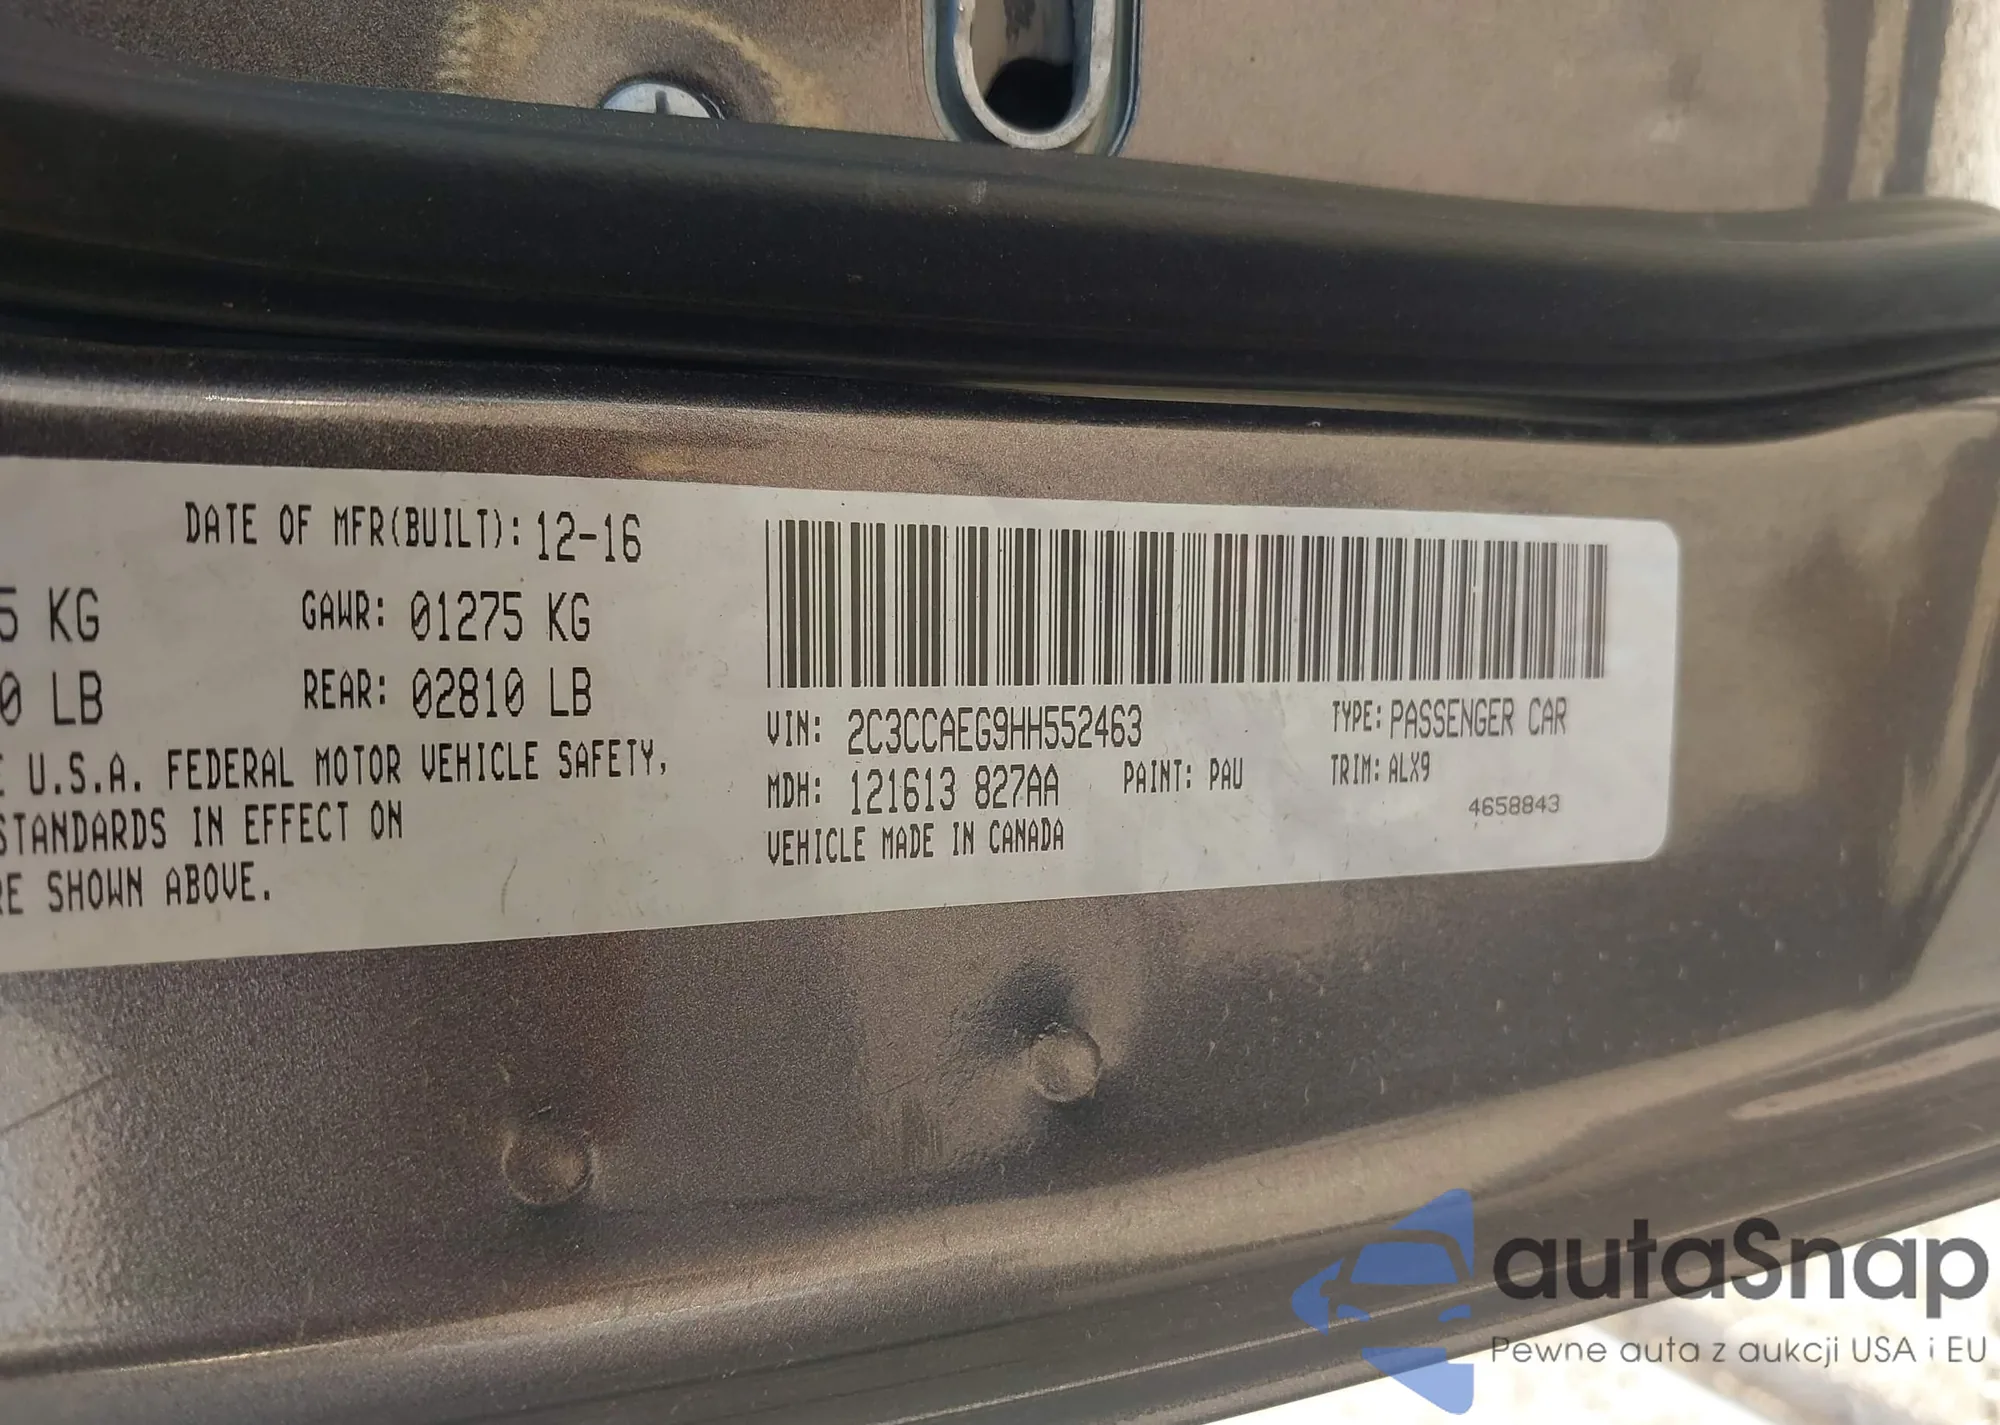 DATE OF MFR(BUILT): 12-16
5 KG GAWR: 01275 KG
0 LB REAR: 02810 LB
U.S.A. FEDERAL MOTOR VEHICLE SAFETY,
STANDARDS IN EFFECT ON
RE SHOWN ABOVE.
VIN: 2C3CCAEG9HH552463 TYPE: PASSENGER CAR
MDH: 121613 827AA PAINT: PAU TRIM: ALX9
VEHICLE MADE IN CANADA 4658843
autaSnap
Pewne auta z aukcji USA i EU